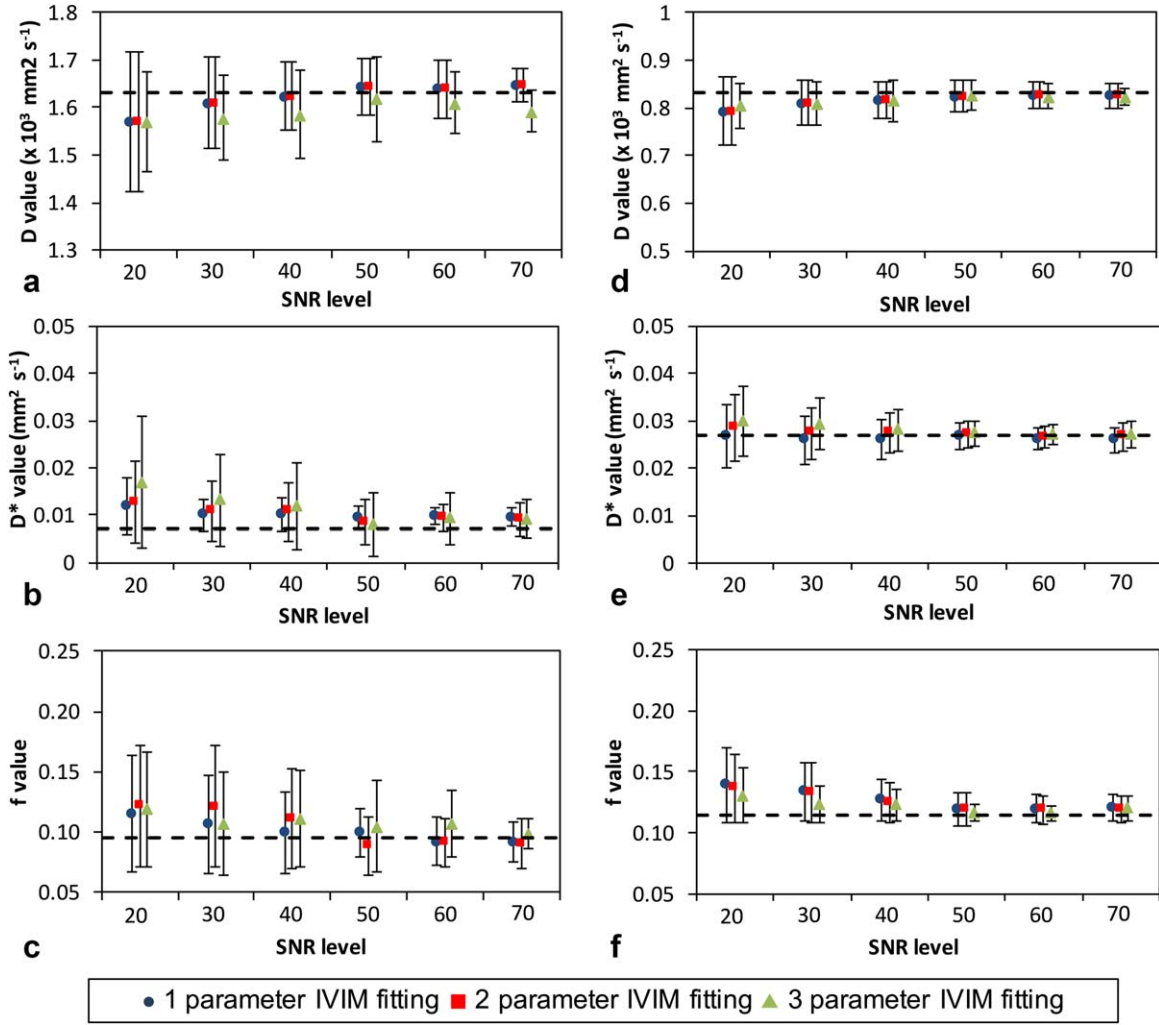 D value (x 10³ mm2 s⁻¹)
1.8
1.7
1.6
1.5
1.4
1.3
20 30 40 50 60 70
a
SNR level
D value (x 10³ mm² s⁻¹)
1
0.9
0.8
0.7
0.6
0.5
20 30 40 50 60 70
d
SNR level
D* value (mm² s⁻¹)
0.05
0.04
0.03
0.02
0.01
0
20 30 40 50 60 70
b
SNR level
D* value (mm² s⁻¹)
0.05
0.04
0.03
0.02
0.01
0
20 30 40 50 60 70
e
SNR level
f value
0.25
0.20
0.15
0.10
0.05
20 30 40 50 60 70
c
SNR level
f value
0.25
0.20
0.15
0.10
0.05
20 30 40 50 60 70
f
SNR level
1 parameter IVIM fitting 2 parameter IVIM fitting 3 parameter IVIM fitting